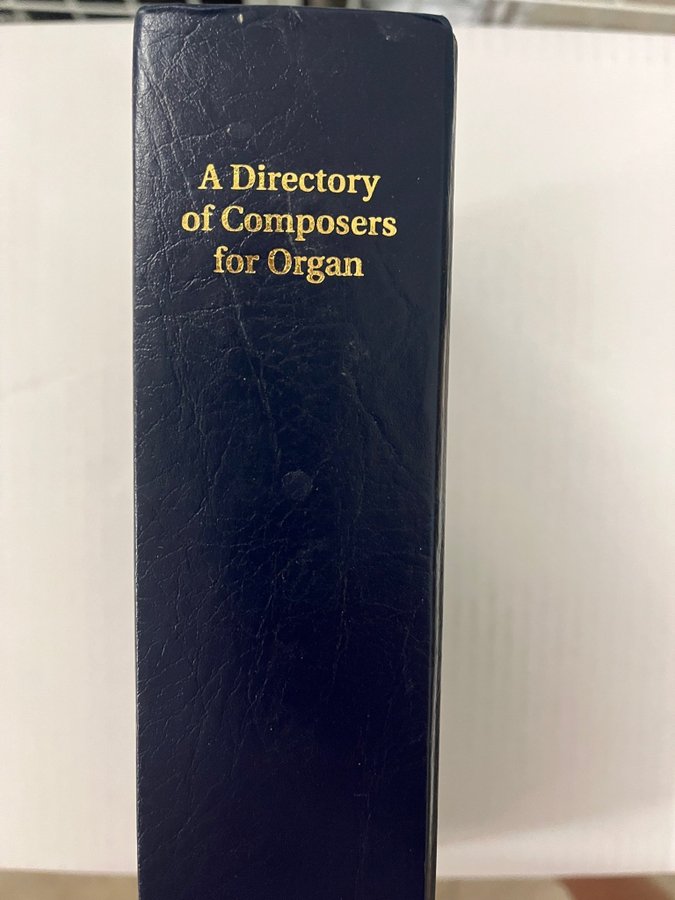 A Directory
of Composers
for Organ